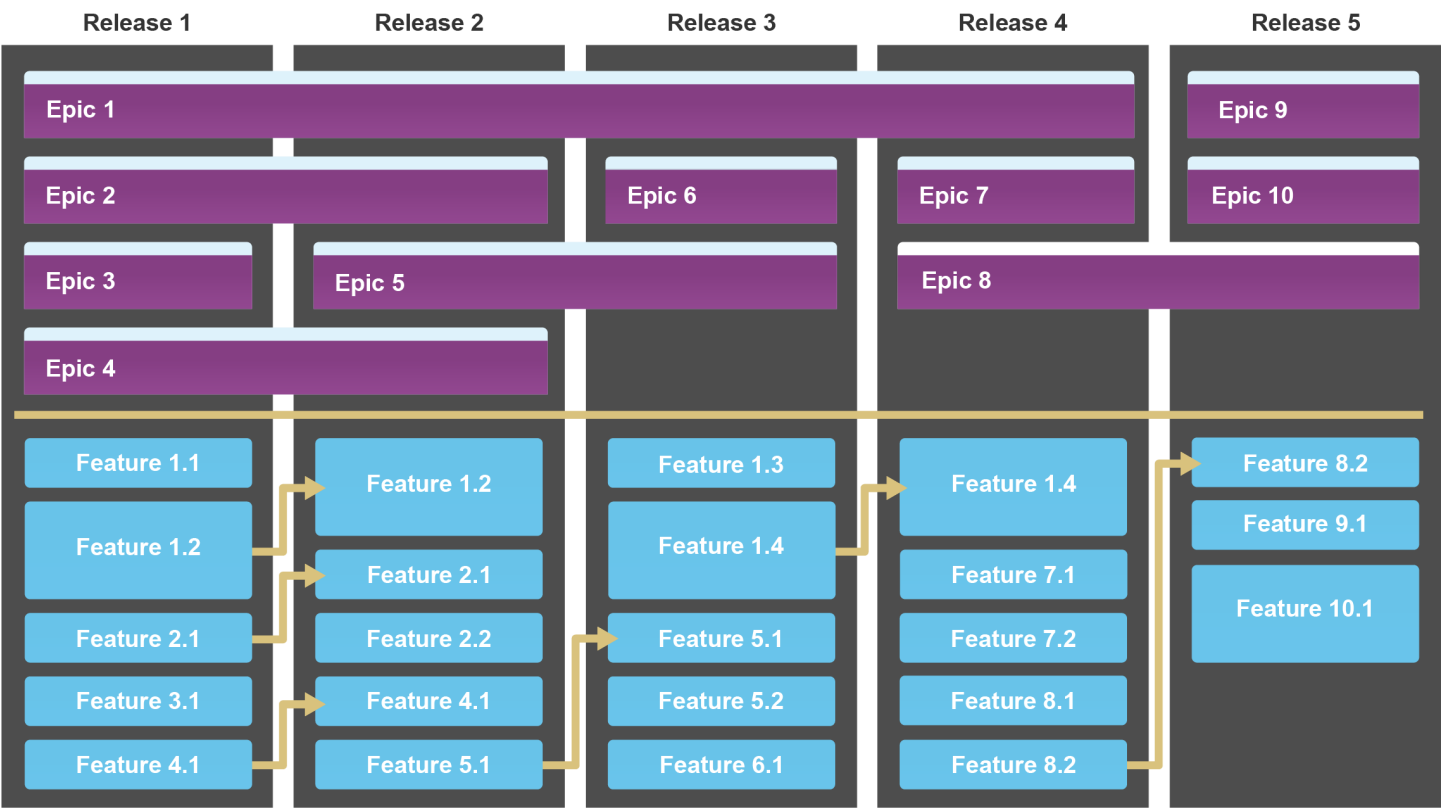 Release 1
Release 2
Release 3
Release 4
Release 5
Epic 1
Epic 9
Epic 2
Epic 6
Epic 7
Epic 10
Epic 3
Epic 5
Epic 8
Epic 4
Feature 1.1
Feature 1.2
Feature 2.1
Feature 3.1
Feature 4.1
Feature 1.2
Feature 2.1
Feature 2.2
Feature 4.1
Feature 5.1
Feature 1.3
Feature 1.4
Feature 5.1
Feature 5.2
Feature 6.1
Feature 1.4
Feature 7.1
Feature 7.2
Feature 8.1
Feature 8.2
Feature 8.2
Feature 9.1
Feature 10.1